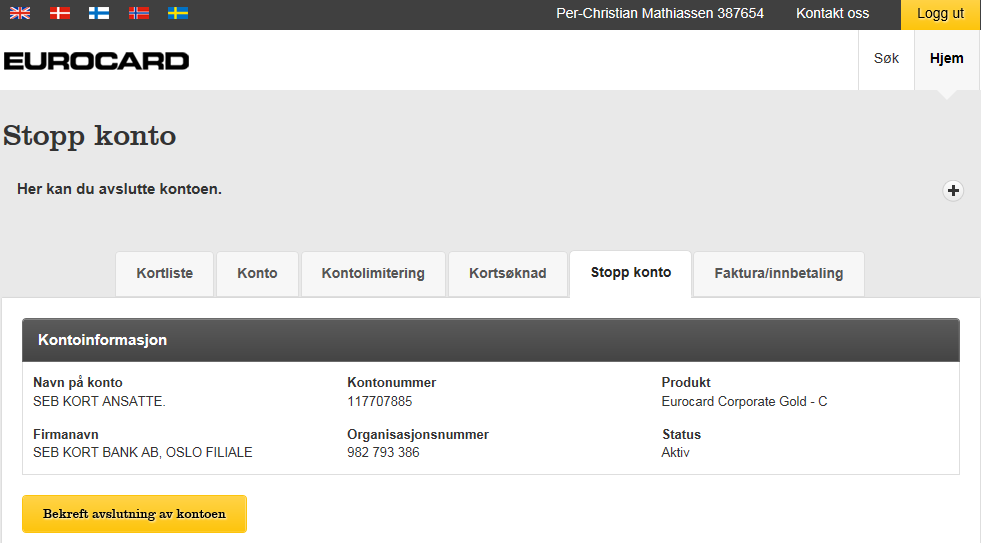 Per-Christian Mathiassen 387654 Kontakt oss Logg ut
EUROCARD Søk Hjem
Stopp konto
Her kan du avslutte kontoen.
Kortliste Konto Kontolimitering Kortsøknad Stopp konto Faktura/innbetaling
Kontoinformasjon
Navn på konto Kontonummer Produkt
SEB KORT ANSATTE. 117707885 Eurocard Corporate Gold - C
Firmanavn Organisasjonsnummer Status
SEB KORT BANK AB, OSLO FILIALE 982 793 386 Aktiv
Bekreft avslutning av kontoen